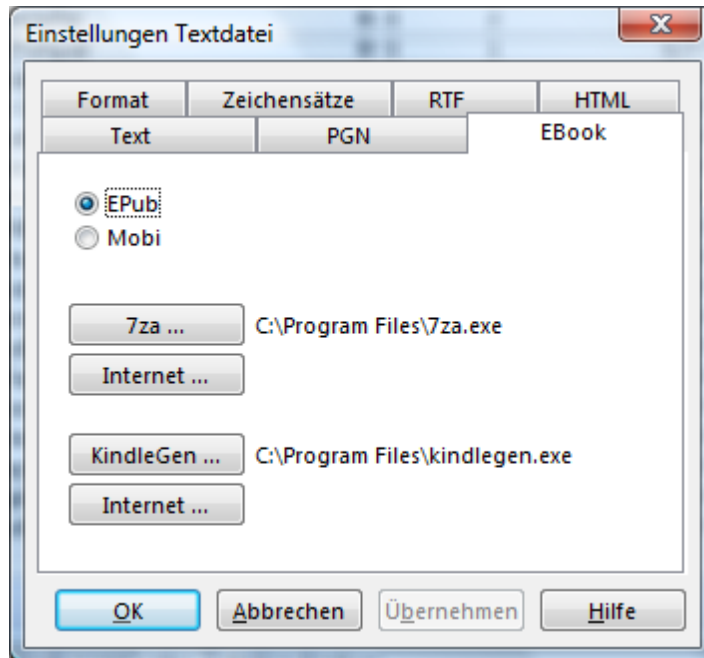 Einstellungen Textdatei
Format Zeichensätze RTF HTML
Text PGN EBook
EPub
Mobi
7za ... C:\Program Files\7za.exe
Internet ...
KindleGen ... C:\Program Files\kindlegen.exe
Internet ...
OK Abbrechen Übernehmen Hilfe